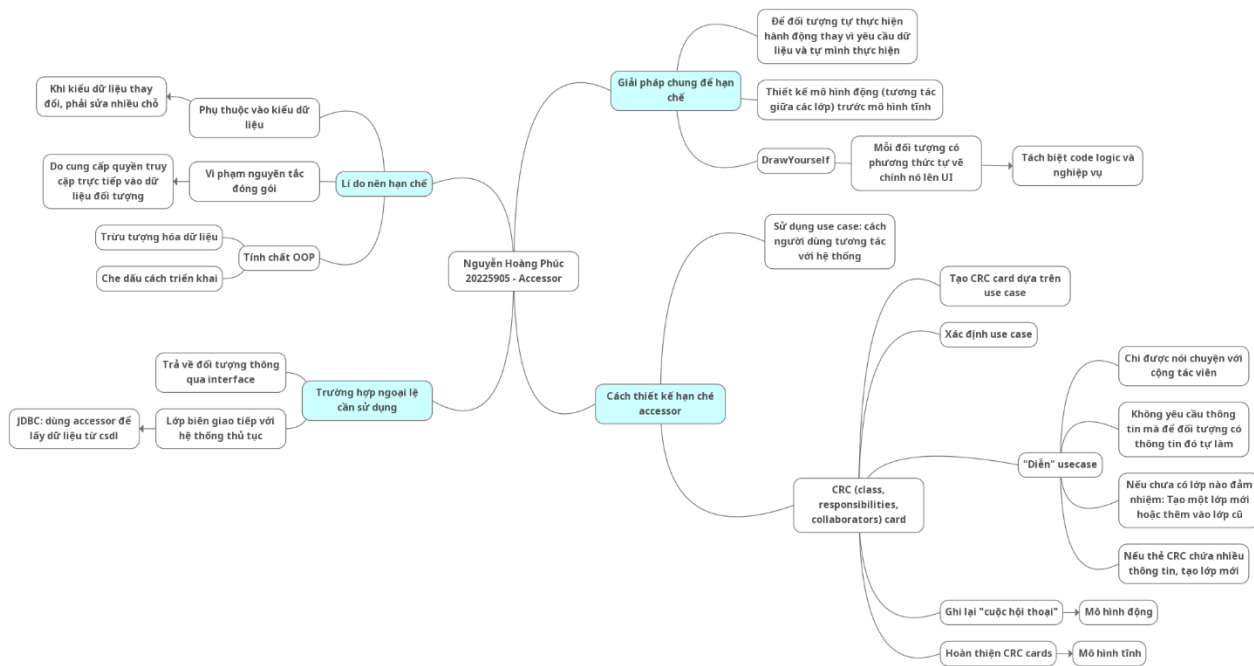 Nguyễn Hoàng Phúc
20225905 - Accessor
Lí do nên hạn chế
Phụ thuộc vào kiểu dữ
liệu
Khi kiểu dữ liệu thay
đổi, phải sửa nhiều chỗ
Vi phạm nguyên tắc
đóng gói
Do cung cấp quyền truy
cập trực tiếp vào dữ
liệu đối tượng
Tính chất OOP
Trừu tượng hóa dữ liệu
Che dấu cách triển khai
Trường hợp ngoại lệ
cần sử dụng
Trả về đối tượng thông
qua interface
Lớp biên giao tiếp với
hệ thống thủ tục
JDBC: dùng accessor để
lấy dữ liệu từ csdl
Giải pháp chung để hạn
chế
Để đối tượng tự thực hiện
hành động thay vì yêu cầu dữ
liệu và tự mình thực hiện
Thiết kế mô hình động (tương tác
giữa các lớp) trước mô hình tĩnh
DrawYourself
Mỗi đối tượng có
phương thức tự vẽ
chính nó lên UI
Tách biệt code logic và
nghiệp vụ
Cách thiết kế hạn ché
accessor
Sử dụng use case: cách
người dùng tương tác
với hệ thống
CRC (class,
responsibilities,
collaborators) card
Tạo CRC card dựa trên
use case
Xác định use case
"Diễn" usecase
Chỉ được nói chuyện với
cộng tác viên
Không yêu cầu thông
tin mà để đối tượng có
thông tin đó tự làm
Nếu chưa có lớp nào đảm
nhiệm: Tạo một lớp mới
hoặc thêm vào lớp cũ
Nếu thẻ CRC chứa nhiều
thông tin, tạo lớp mới
Ghi lại "cuộc hội thoại"
Mô hình động
Hoàn thiện CRC cards
Mô hình tĩnh